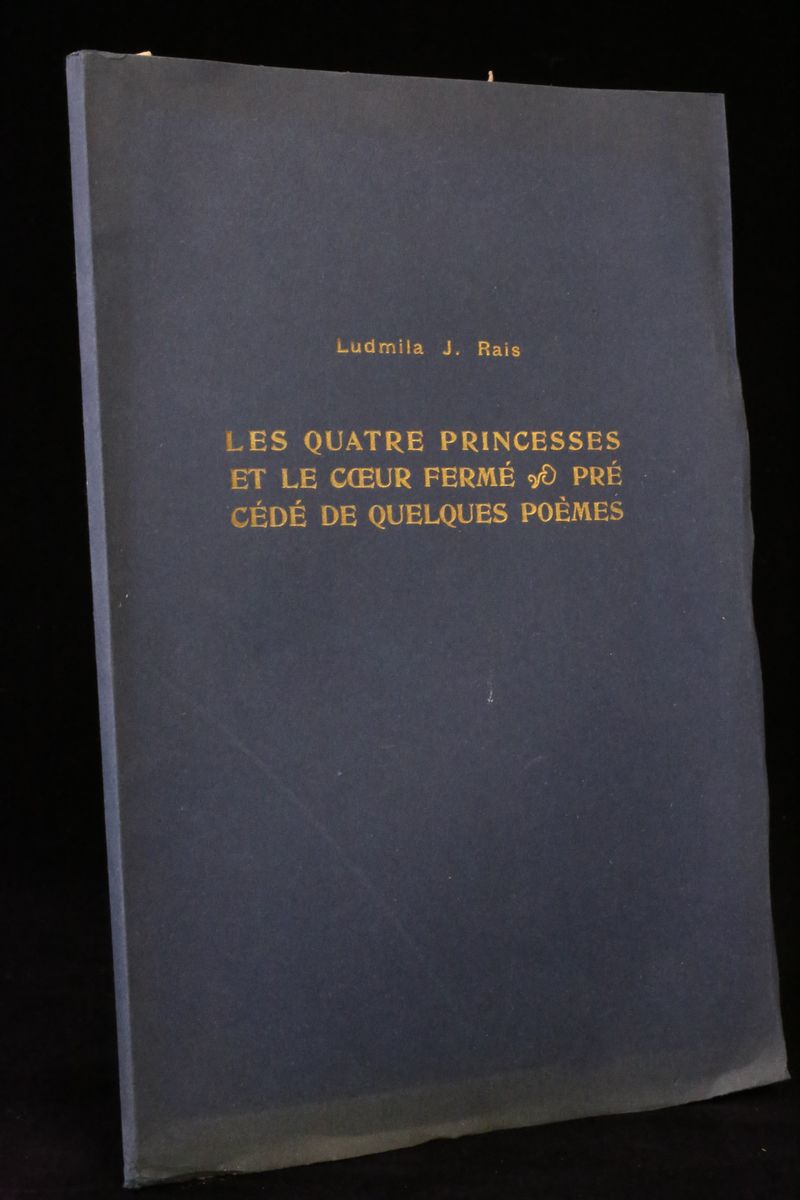 Ludmila J. Rais
LES QUATRE PRINCESSES
ET LE CŒUR FERMÉ PRÉ
CÉDÉ DE QUELQUES POÈMES